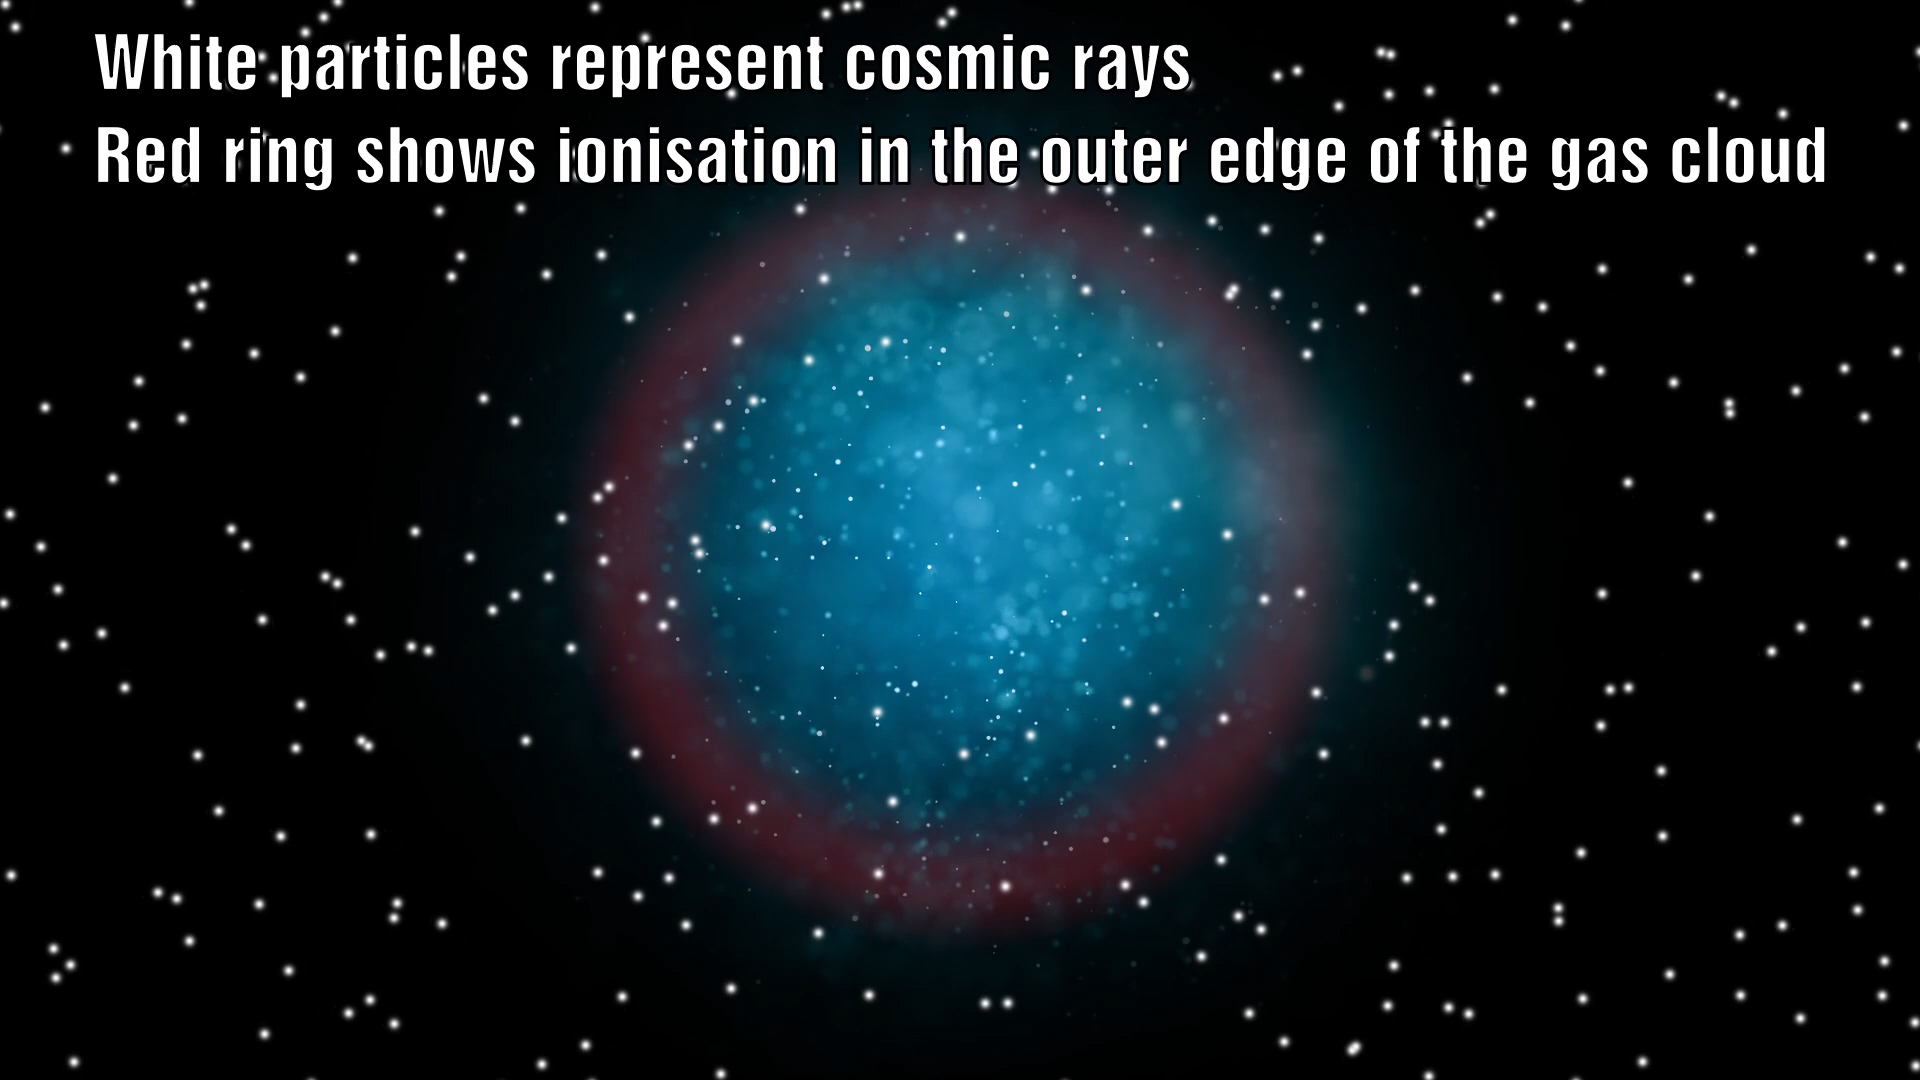 White particles represent cosmic rays
Red ring shows ionisation in the outer edge of the gas cloud